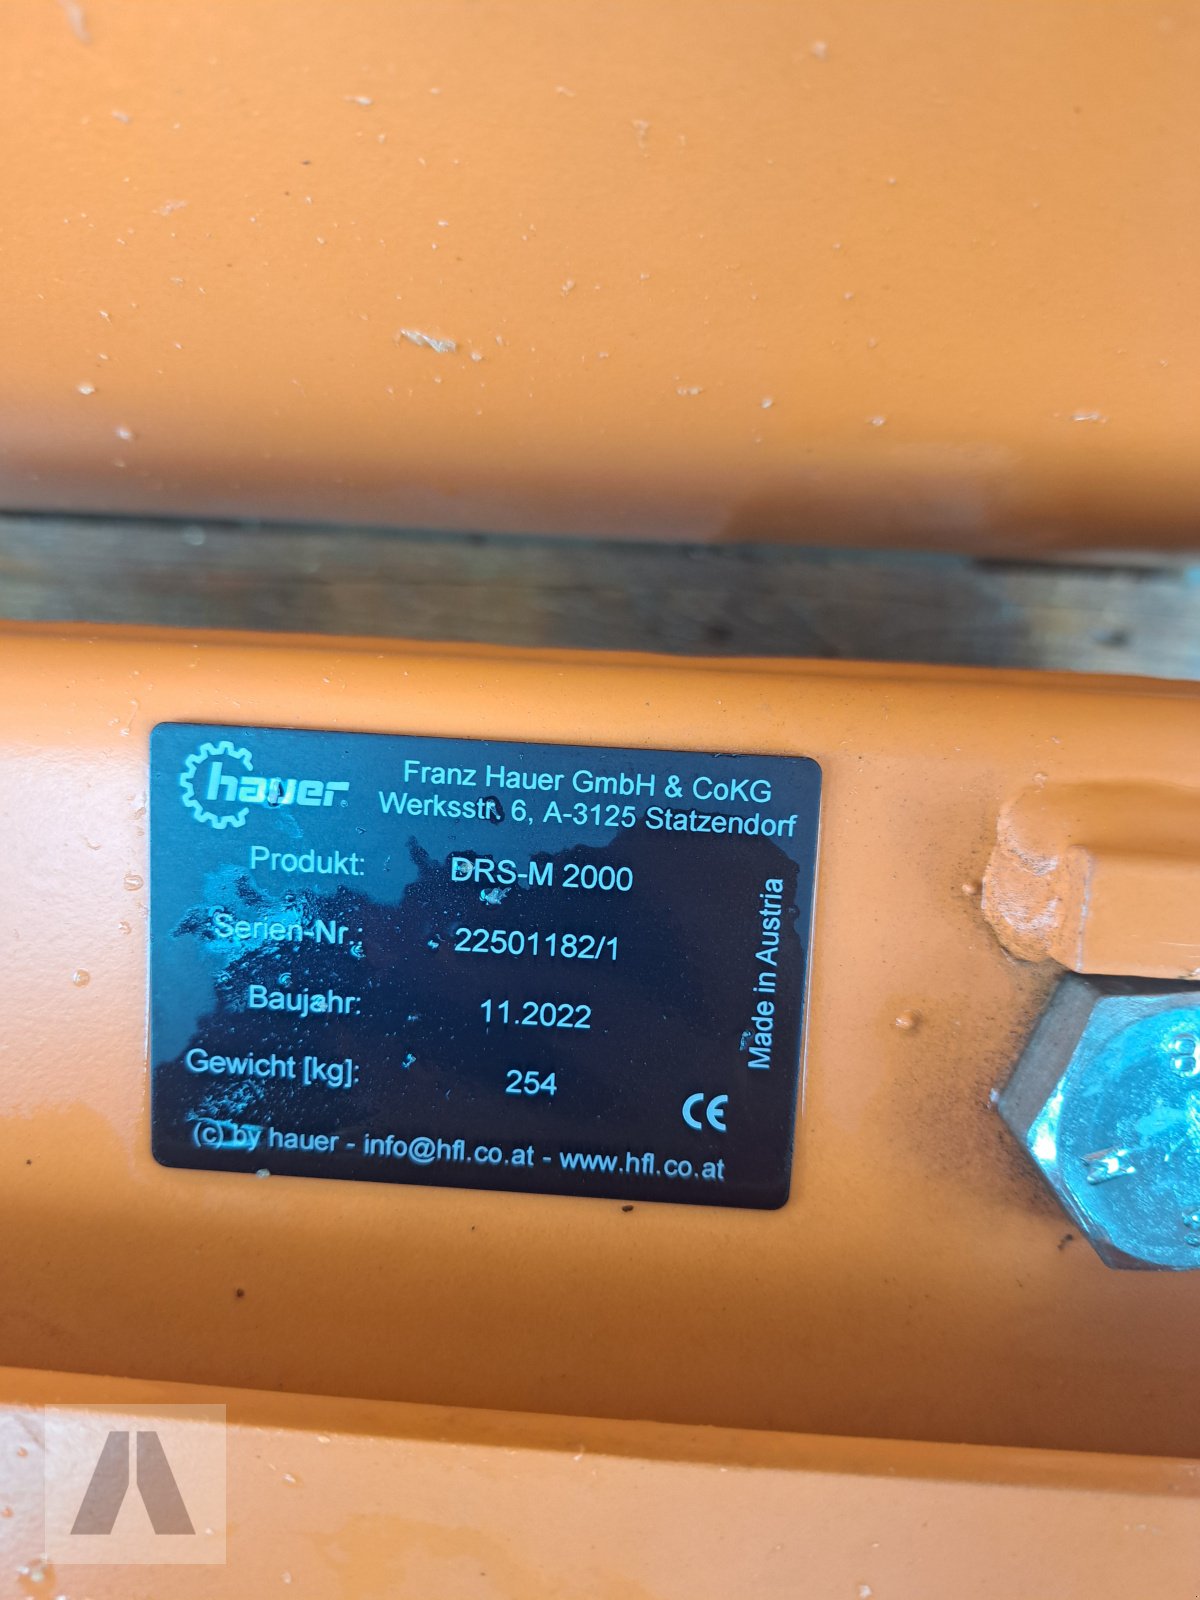 hauer
Franz Hauer GmbH & CoKG
Werksstr. 6, A-3125 Statzendorf
Produkt: DRS-M 2000
Serien-Nr.: 22501182/1
Baujahr: 11.2022
Gewicht [kg]: 254
Made in Austria
CE
(c) by hauer - info@hfl.co.at - www.hfl.co.at
8